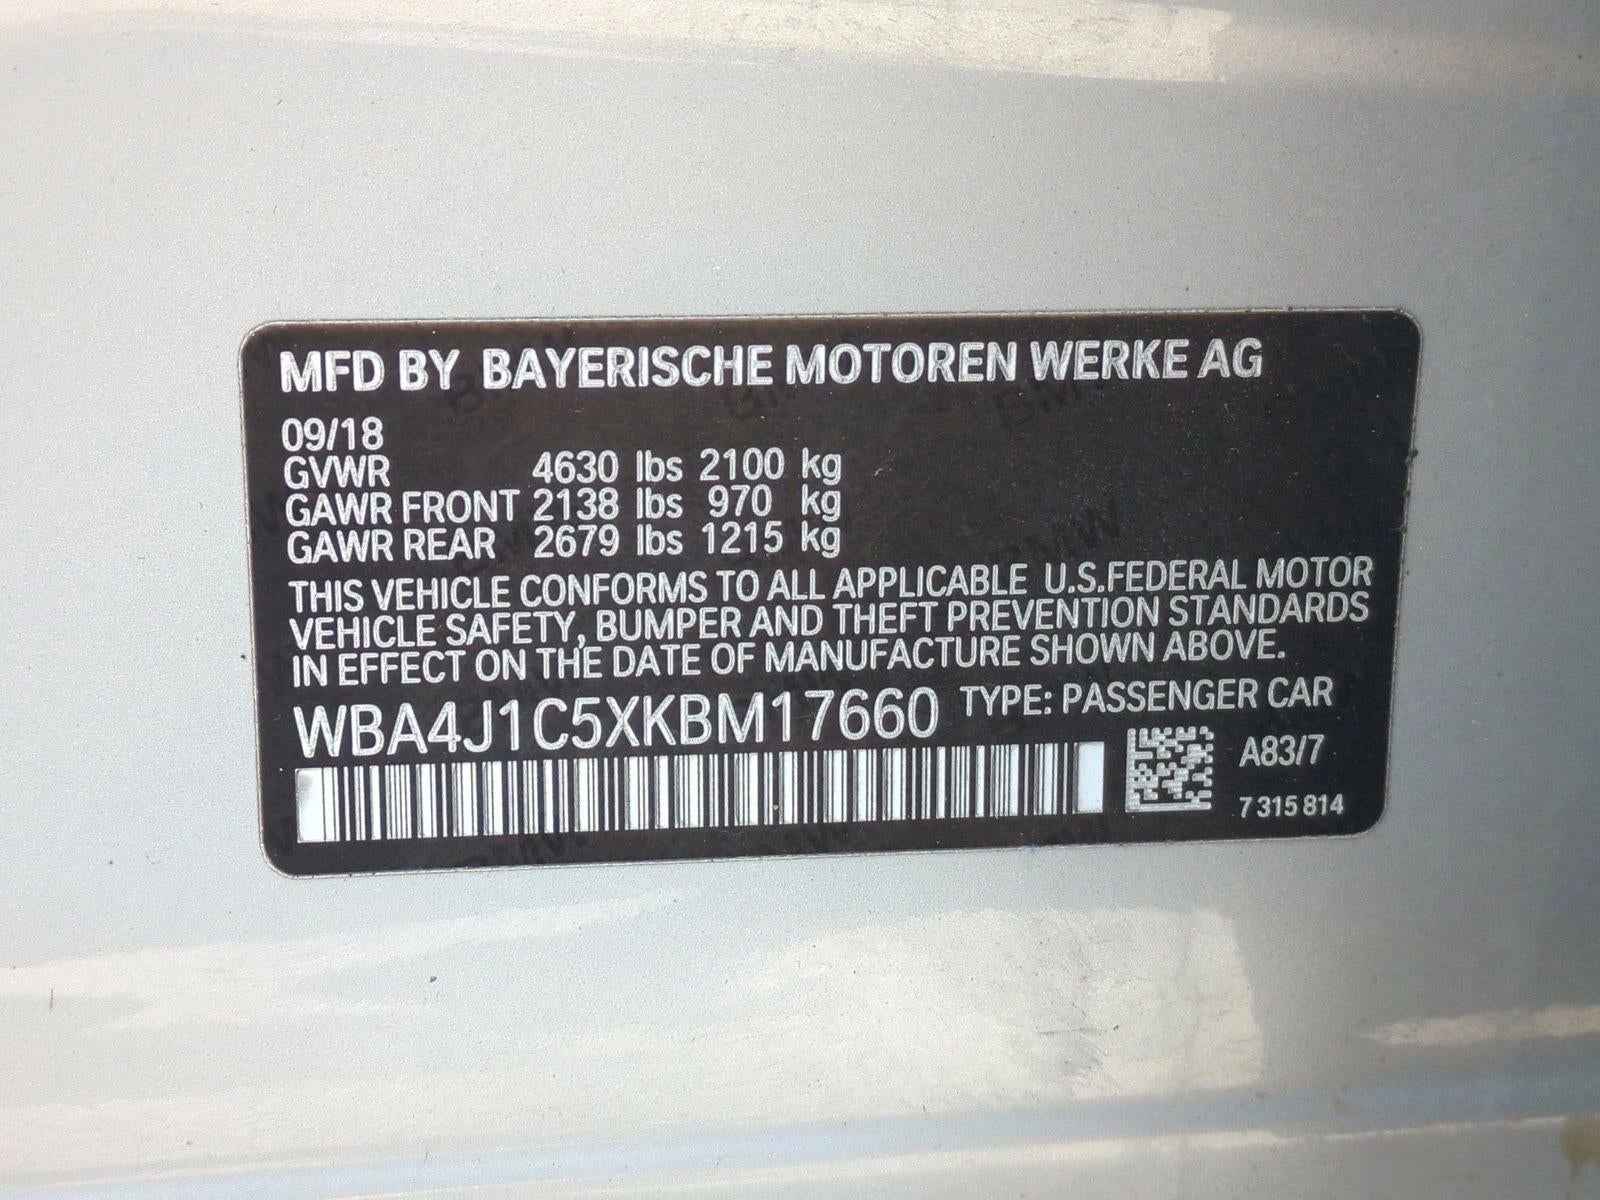 MFD BY BAYERISCHE MOTOREN WERKE AG
09/18
GVWR 4630 lbs 2100 kg
GAWR FRONT 2138 lbs 970 kg
GAWR REAR 2679 lbs 1215 kg
THIS VEHICLE CONFORMS TO ALL APPLICABLE U.S.FEDERAL MOTOR
VEHICLE SAFETY, BUMPER AND THEFT PREVENTION STANDARDS
IN EFFECT ON THE DATE OF MANUFACTURE SHOWN ABOVE.
WBA4J1C5XKBM17660 TYPE: PASSENGER CAR
A83/7
7 315 814